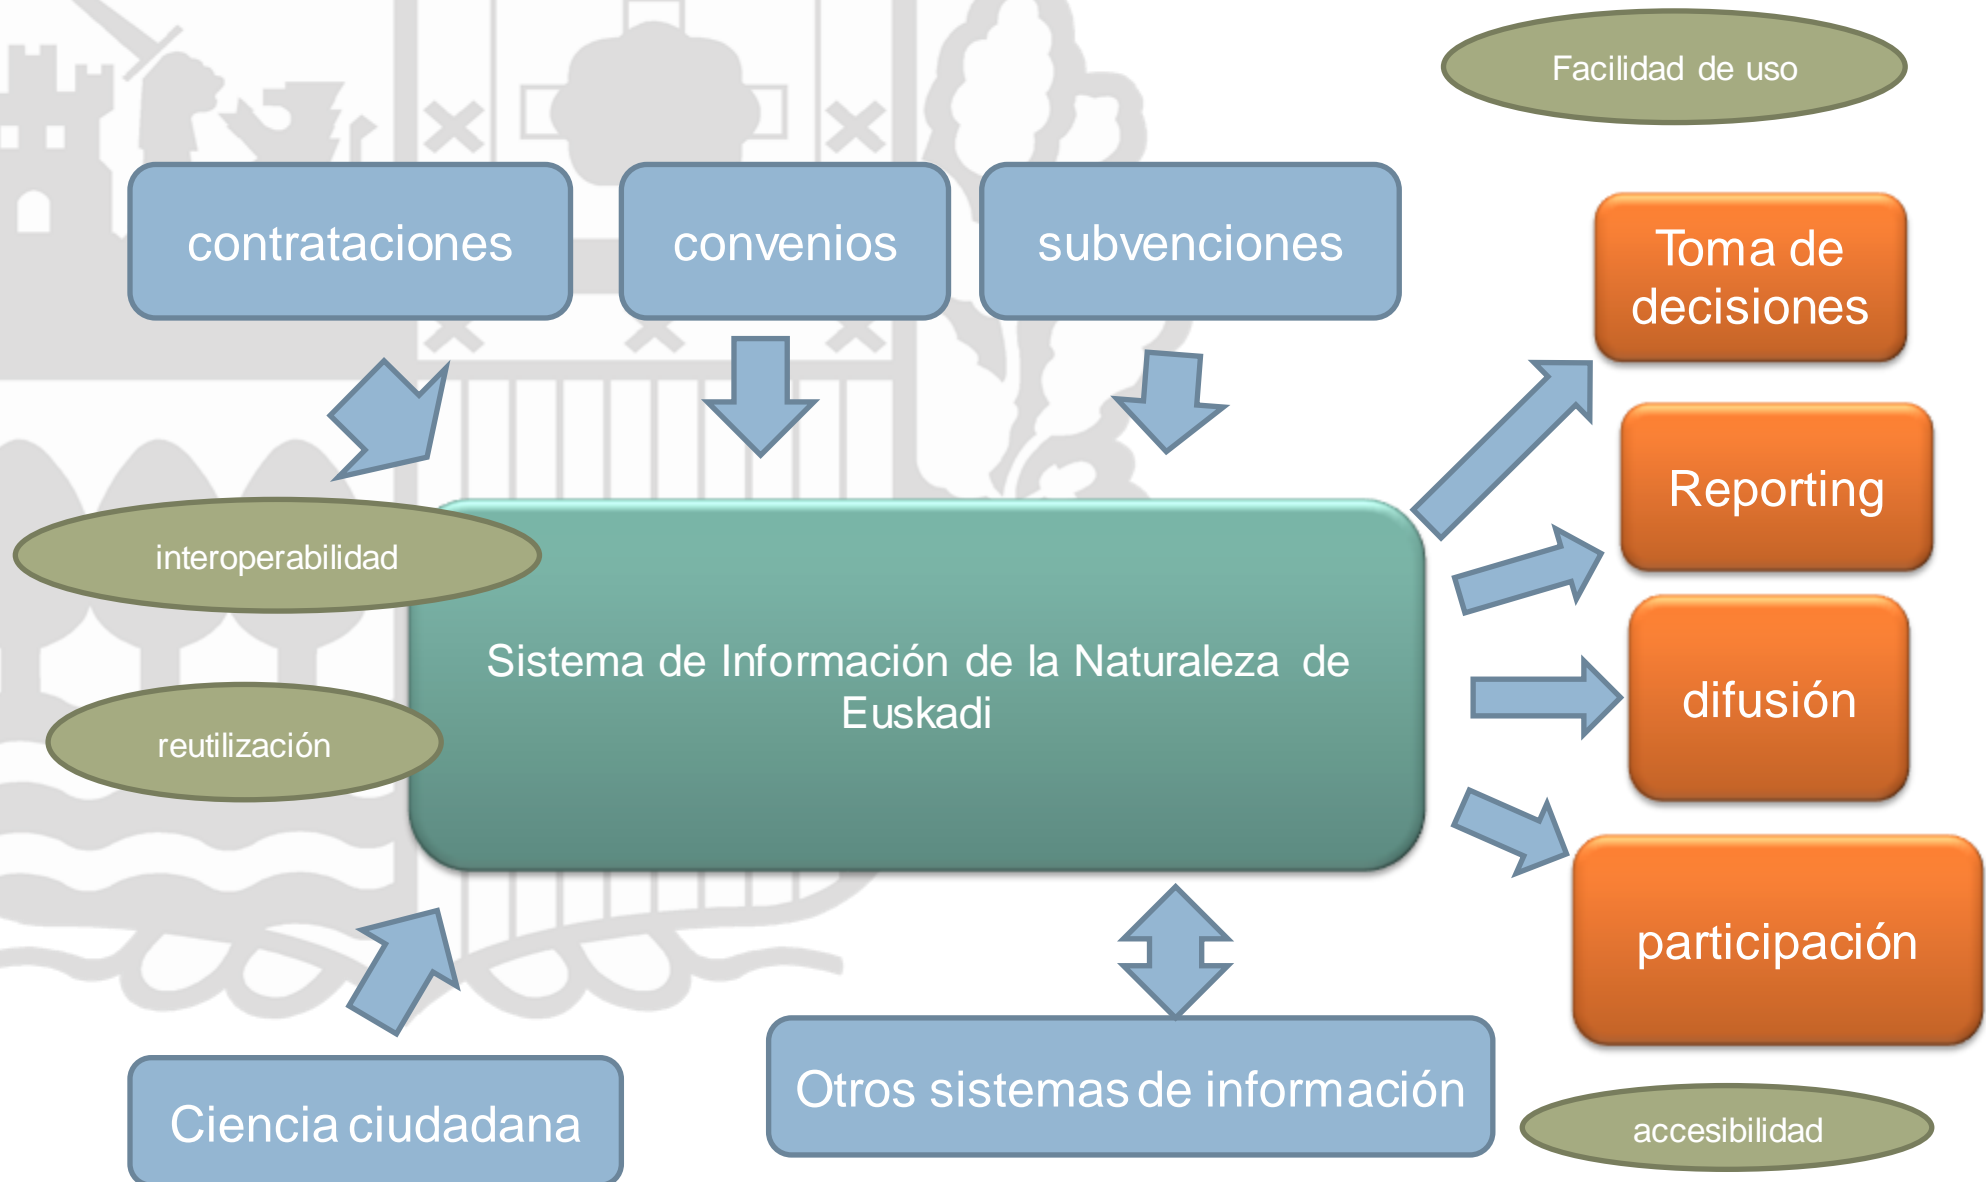 Facilidad de uso
contrataciones
convenios
subvenciones
Toma de
decisiones
Reporting
interoperabilidad
Sistema de Información de la Naturaleza de
Euskadi
difusión
reutilización
participación
Otros sistemas de información
Ciencia ciudadana
accesibilidad